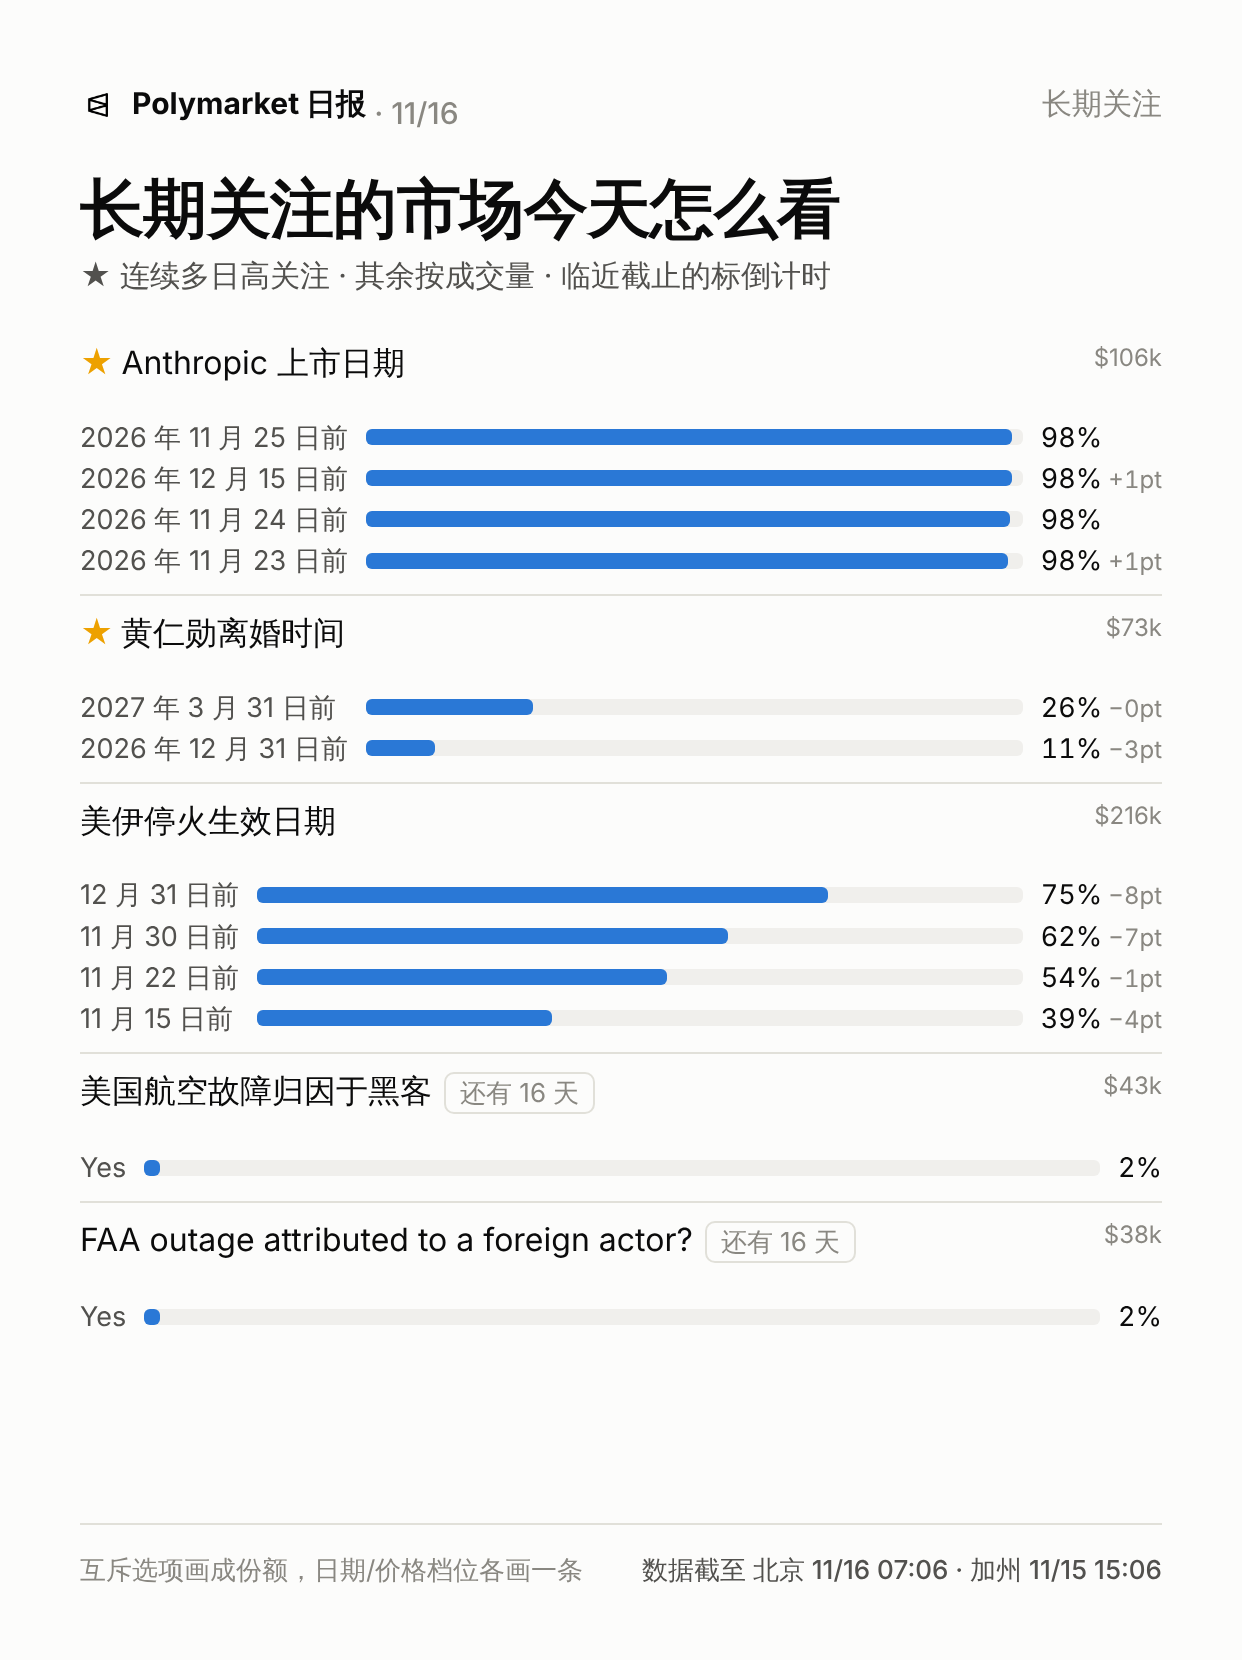 Polymarket 日报 · 11/16
长期关注
长期关注的市场今天怎么看
★ 连续多日高关注 · 其余按成交量 · 临近截止的标倒计时
★ Anthropic 上市日期 $106k
2026 年 11 月 25 日前 98%
2026 年 12 月 15 日前 98% +1pt
2026 年 11 月 24 日前 98%
2026 年 11 月 23 日前 98% +1pt
★ 黄仁勋离婚时间 $73k
2027 年 3 月 31 日前 26% −0pt
2026 年 12 月 31 日前 11% −3pt
美伊停火生效日期 $216k
12 月 31 日前 75% −8pt
11 月 30 日前 62% −7pt
11 月 22 日前 54% −1pt
11 月 15 日前 39% −4pt
美国航空故障归因于黑客 还有 16 天 $43k
Yes 2%
FAA outage attributed to a foreign actor? 还有 16 天 $38k
Yes 2%
互斥选项画成份额，日期/价格档位各画一条
数据截至 北京 11/16 07:06 · 加州 11/15 15:06